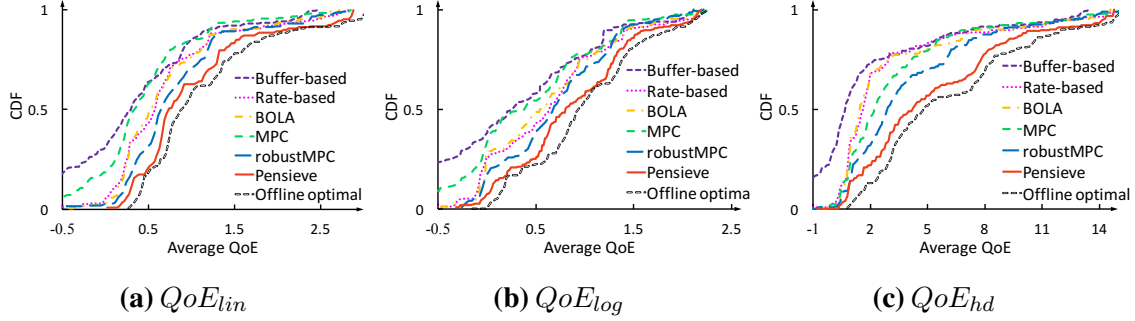 CDF
1
0.5
0
-0.5
0.5
1.5
2.5
Average QoE
Buffer-based
Rate-based
BOLA
MPC
robustMPC
Pensieve
Offline optimal
(a) QoE_lin
CDF
1
0.5
0
-0.5
0.5
1.5
2.5
Average QoE
Buffer-based
Rate-based
BOLA
MPC
robustMPC
Pensieve
Offline optimal
(b) QoE_log
CDF
1
0.5
0
-1
2
5
8
11
14
Average QoE
Buffer-based
Rate-based
BOLA
MPC
robustMPC
Pensieve
Offline optimal
(c) QoE_hd